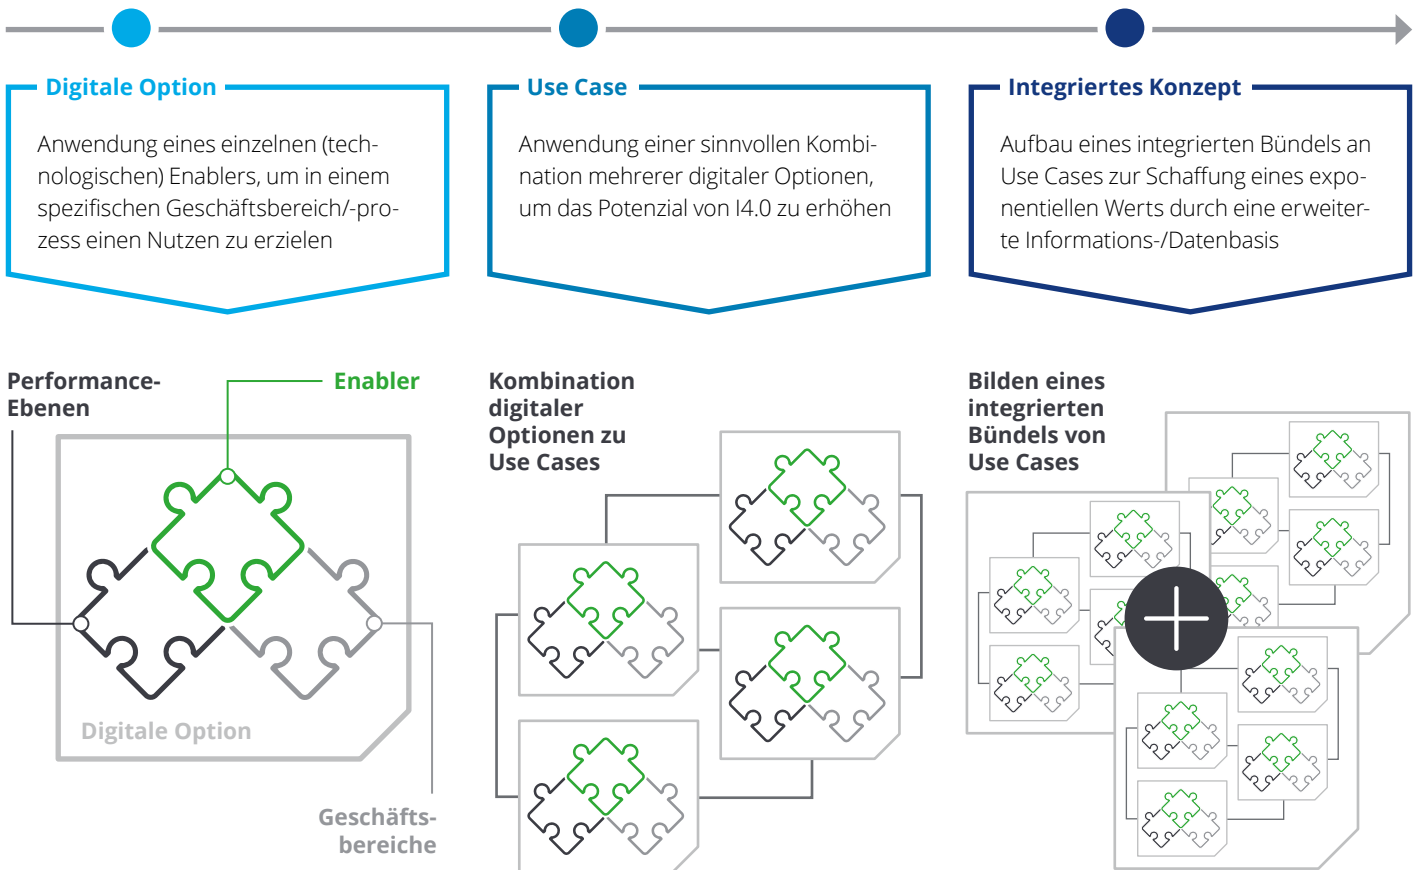 Digitale Option
Anwendung eines einzelnen (tech-
nologischen) Enablers, um in einem
spezifischen Geschäftsbereich/-pro-
zess einen Nutzen zu erzielen
Use Case
Anwendung einer sinnvollen Kombi-
nation mehrerer digitaler Optionen,
um das Potenzial von I4.0 zu erhöhen
Integriertes Konzept
Aufbau eines integrierten Bündels an
Use Cases zur Schaffung eines expo-
nentiellen Werts durch eine erweiter-
te Informations-/Datenbasis
Performance-
Ebenen
Enabler
Digitale Option
Geschäfts-
bereiche
Kombination
digitaler
Optionen zu
Use Cases
Bilden eines
integrierten
Bündels von
Use Cases